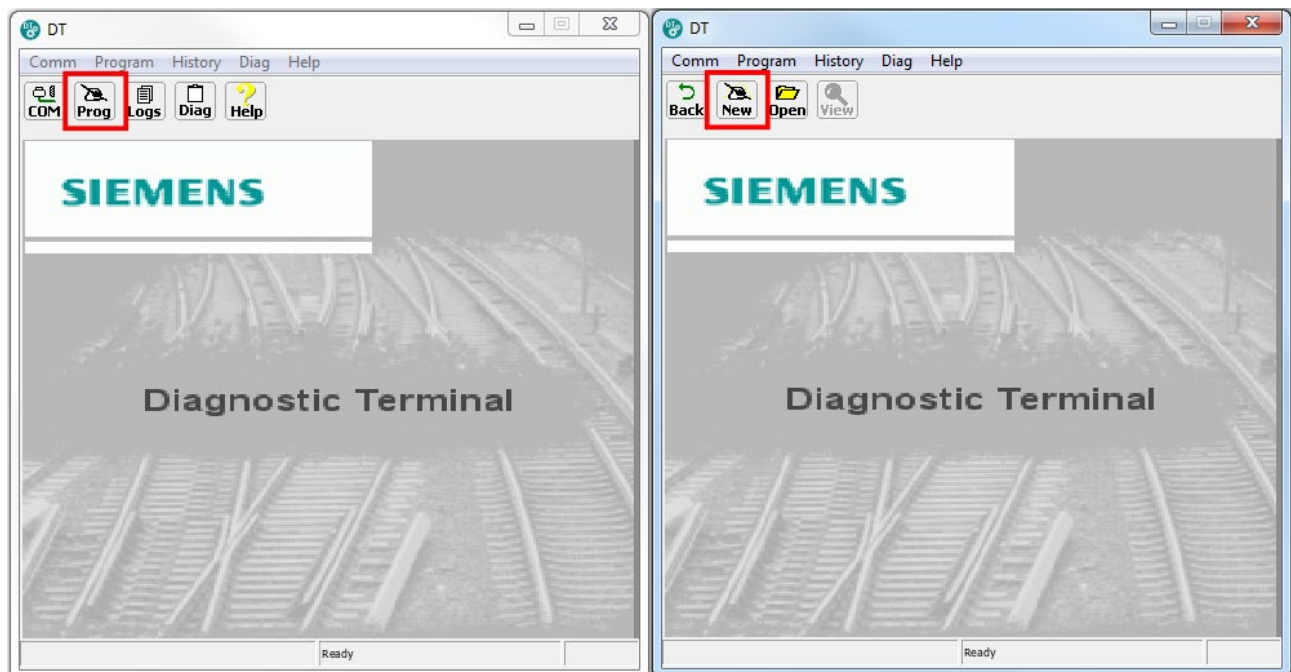 DT
Comm Program History Diag Help
COM Prog Logs Diag Help
SIEMENS
Diagnostic Terminal
Ready
DT
Comm Program History Diag Help
Back New Open View
SIEMENS
Diagnostic Terminal
Ready